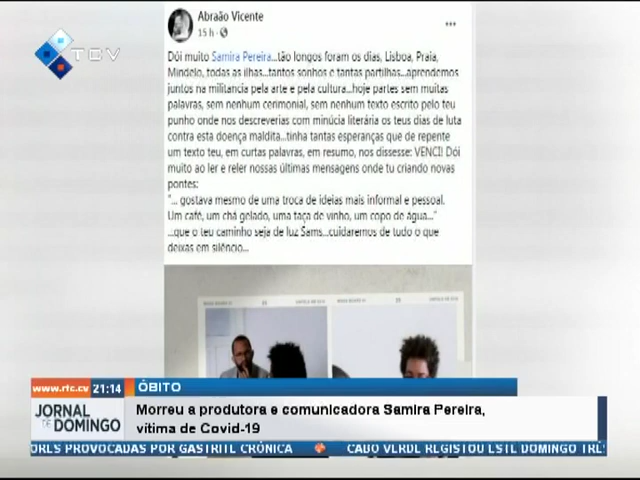 TCV
Abraão Vicente
15 h
Dói muito Samira Pereira...tão longos foram os dias, Lisboa, Praia,
Mindelo, todas as ilhas...tantos sonhos e tantas partilhas...aprendemos
juntos na militancia pela arte e pela cultura...hoje partes sem muitas
palavras, sem nenhum cerimonial, sem nenhum texto escrito pelo teu
punho onde nos descreverias com minúcia literária os teus dias de luta
contra esta doença maldita...tinha tantas esperanças que de repente
um texto teu, em curtas palavras, em resumo, nos dissesse: VENCI! Dói
muito ao ler e reler nossas últimas mensagens onde tu criando novas
pontes:
"... gostava mesmo de uma troca de ideias mais informal e pessoal.
Um café, um chá gelado, uma taça de vinho, um copo de água..."
...que o teu caminho seja de luz Sams...cuidaremos de tudo o que
deixas em silêncio...
www.rtc.cv 21:14 ÓBITO
JORNAL DE DOMINGO
Morreu a produtora e comunicadora Samira Pereira,
vítima de Covid-19
ORES PROVOCADAS POR GASTRITE CRÓNICA CABO VERDE REGISTOU ESTE DOMINGO TRÊS